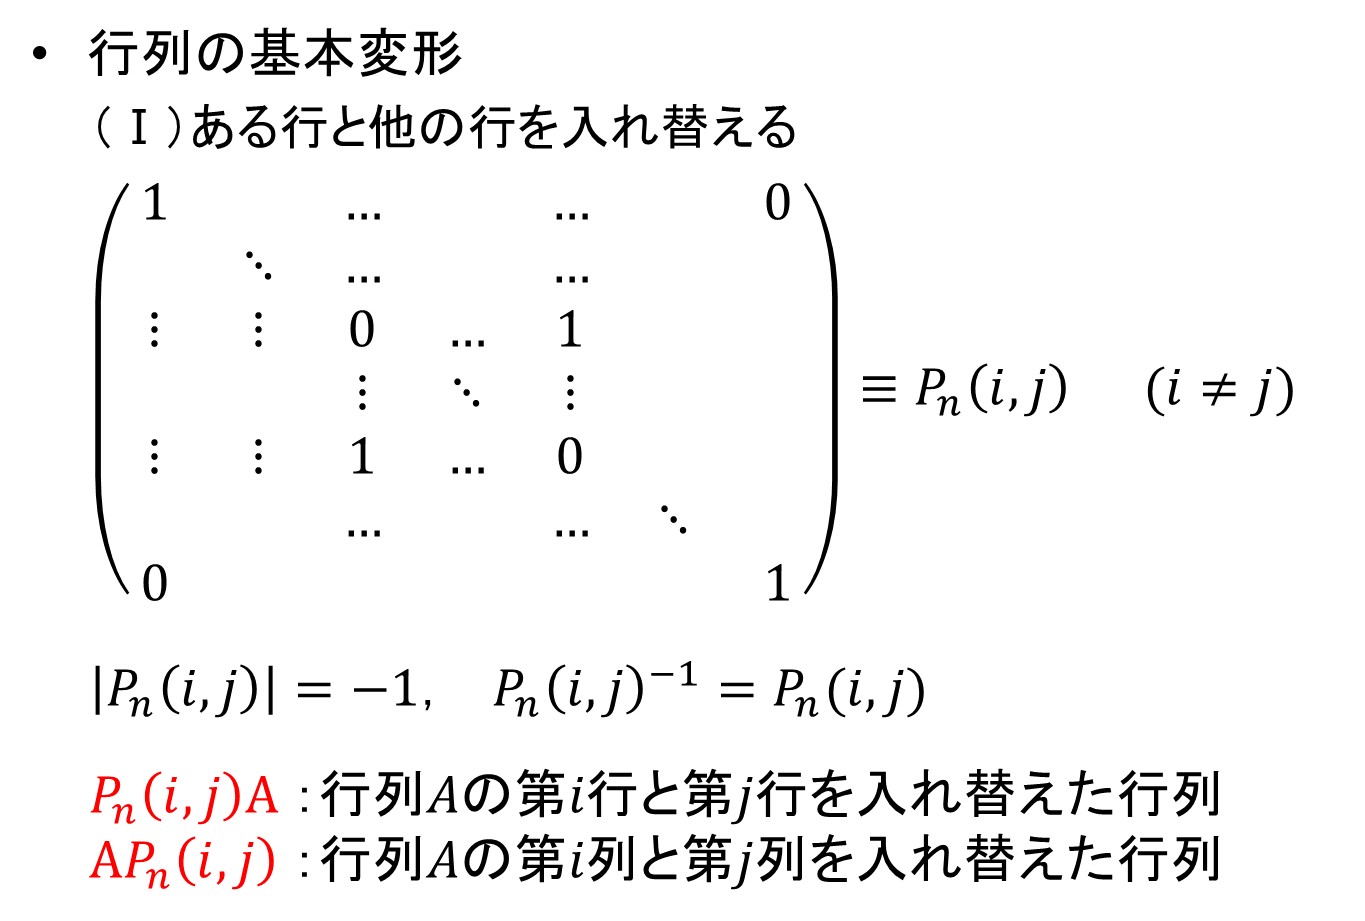 • 行列の基本変形
(Ⅰ)ある行と他の行を入れ替える
1 … … 0
⋱ … …
⋮ ⋮ 0 … 1
⋮ ⋱ ⋮ ≡ Pₙ(i,j) (i ≠ j)
⋮ ⋮ 1 … 0
… … ⋱
0 1
|Pₙ(i,j)| = −1, Pₙ(i,j)⁻¹ = Pₙ(i,j)
Pₙ(i,j)A :行列Aの第i行と第j行を入れ替えた行列
APₙ(i,j) :行列Aの第i列と第j列を入れ替えた行列